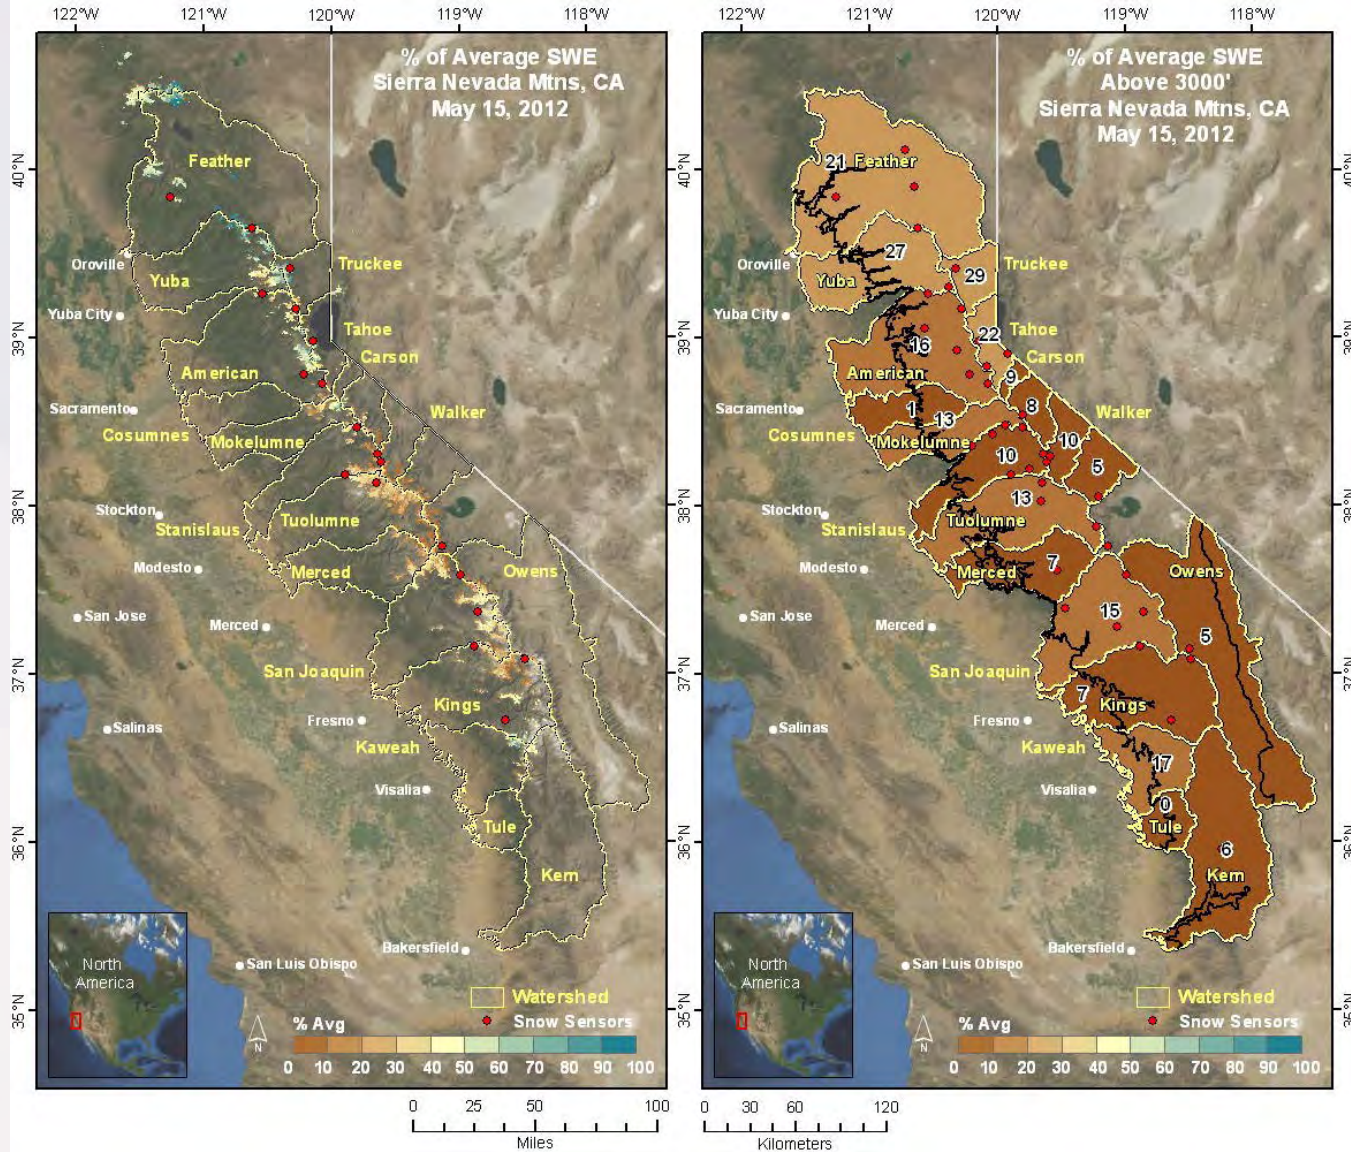 122°W 121°W 120°W 119°W 118°W
% of Average SWE
Sierra Nevada Mtns, CA
May 15, 2012
40°N
39°N
38°N
37°N
36°N
35°N
Feather
Oroville
Truckee
Yuba
Yuba City
Tahoe
Carson
American
Sacramento
Walker
Cosumnes
Mokelumne
Stockton
Tuolumne
Stanislaus
Modesto
Merced
Owens
San Jose
Merced
San Joaquin
Kings
Salinas
Fresno
Kaweah
Visalia
Tule
Kern
Bakersfield
San Luis Obispo
North
America
Watershed
Snow Sensors
N
% Avg
0 10 20 30 40 50 60 70 80 90 100
0 25 50 100
Miles
122°W 121°W 120°W 119°W 118°W
% of Average SWE
Above 3000'
Sierra Nevada Mtns, CA
May 15, 2012
40°N
39°N
38°N
37°N
36°N
35°N
40°N
39°N
38°N
37°N
36°N
35°N
21 Feather
27
Oroville
Truckee
29
Yuba
Yuba City
22 Tahoe
16
Carson
American
9
Sacramento
1
13
8
Walker
Cosumnes
Mokelumne
10
10
5
13
Stockton
Tuolumne
Stanislaus
Modesto
Merced
7
Owens
15
San Jose
Merced
5
San Joaquin
7
Kings
Salinas
Fresno
Kaweah
17
Visalia
0
Tule
6
Kern
Bakersfield
San Luis Obispo
North
America
Watershed
Snow Sensors
N
% Avg
0 10 20 30 40 50 60 70 80 90 100
0 30 60 120
Kilometers